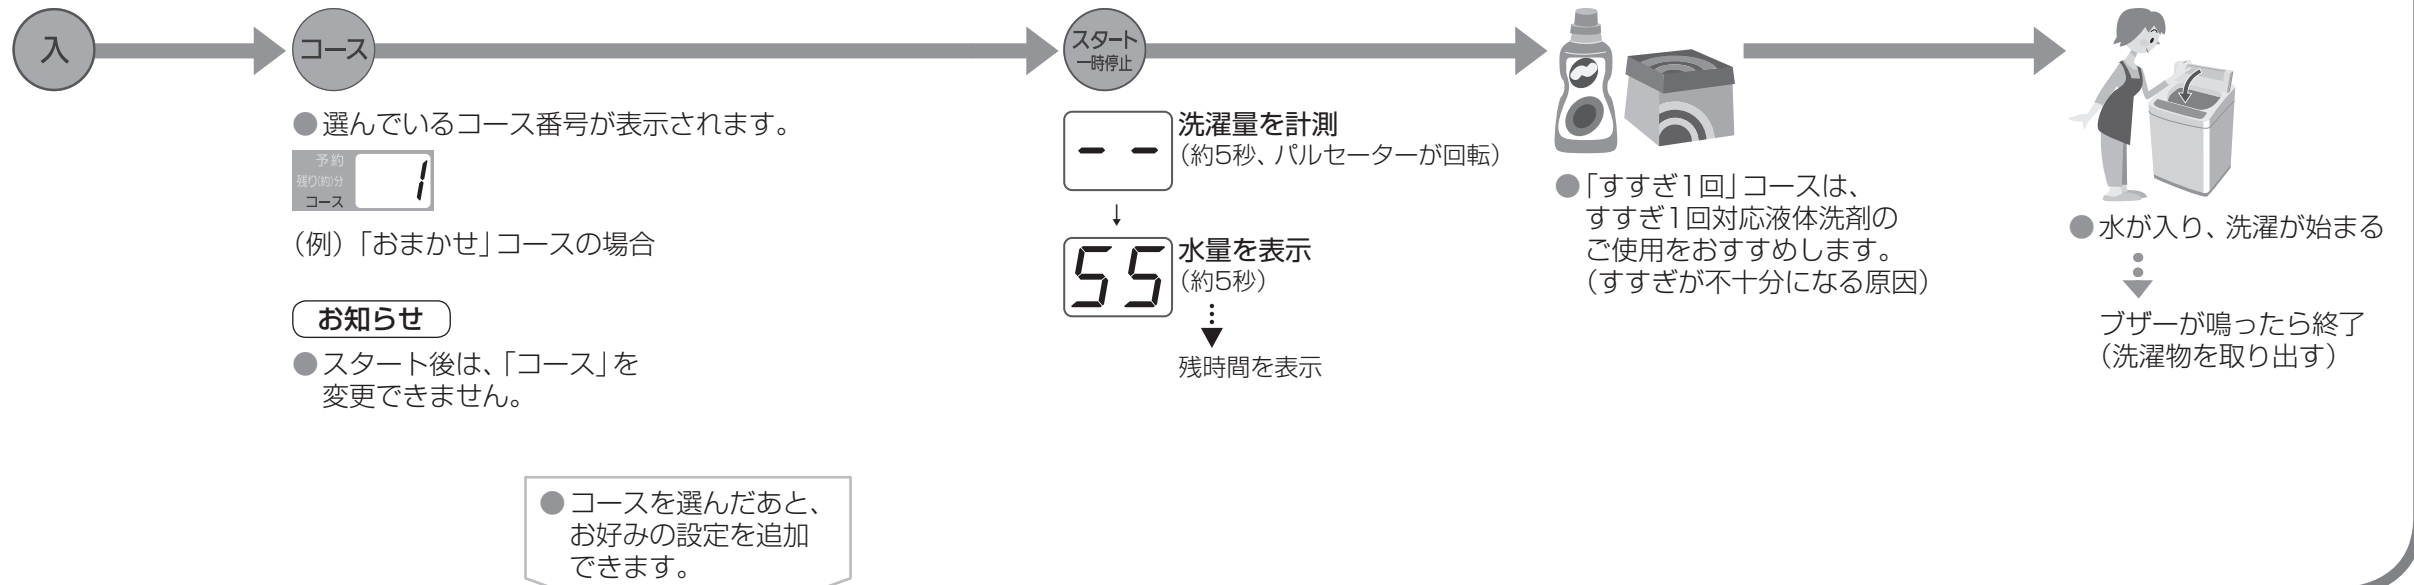 入
コース
●選んでいるコース番号が表示されます。
予約
残り(約)分
コース
1
(例)「おまかせ」コースの場合
お知らせ
●スタート後は、「コース」を
変更できません。
●コースを選んだあと、
お好みの設定を追加
できます。
スタート
一時停止
--
洗濯量を計測
(約5秒、パルセーターが回転)
↓
55
水量を表示
(約5秒)
残時間を表示
●「すすぎ1回」コースは、
すすぎ1回対応液体洗剤の
ご使用をおすすめします。
(すすぎが不十分になる原因)
●水が入り、洗濯が始まる
ブザーが鳴ったら終了
(洗濯物を取り出す)